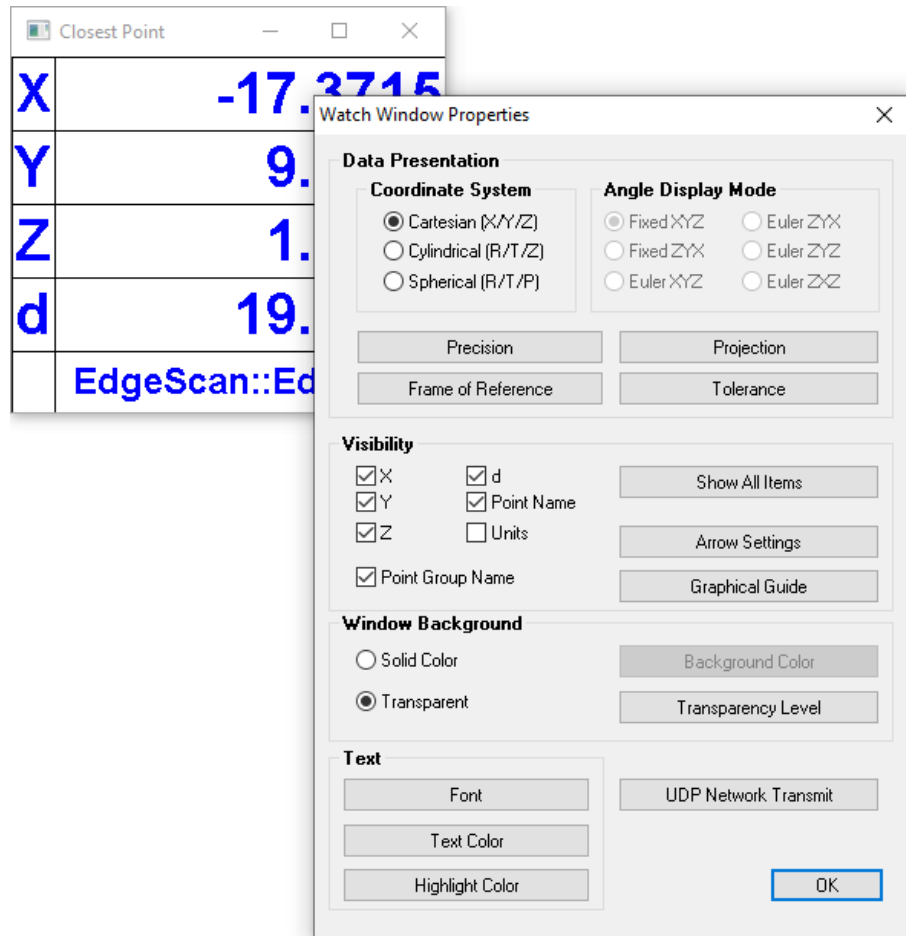 Closest Point
X -17.3715
Y 9.
Z 1.
d 19.
EdgeScan::Ed
Watch Window Properties
Data Presentation
Coordinate System
Cartesian (X/Y/Z)
Cylindrical (R/T/Z)
Spherical (R/T/P)
Angle Display Mode
Fixed XYZ Euler ZYX
Fixed ZYX Euler ZYZ
Euler XYZ Euler ZXZ
Precision Projection
Frame of Reference Tolerance
Visibility
X d Show All Items
Y Point Name
Z Units Arrow Settings
Point Group Name Graphical Guide
Window Background
Solid Color Background Color
Transparent Transparency Level
Text
Font UDP Network Transmit
Text Color
Highlight Color OK